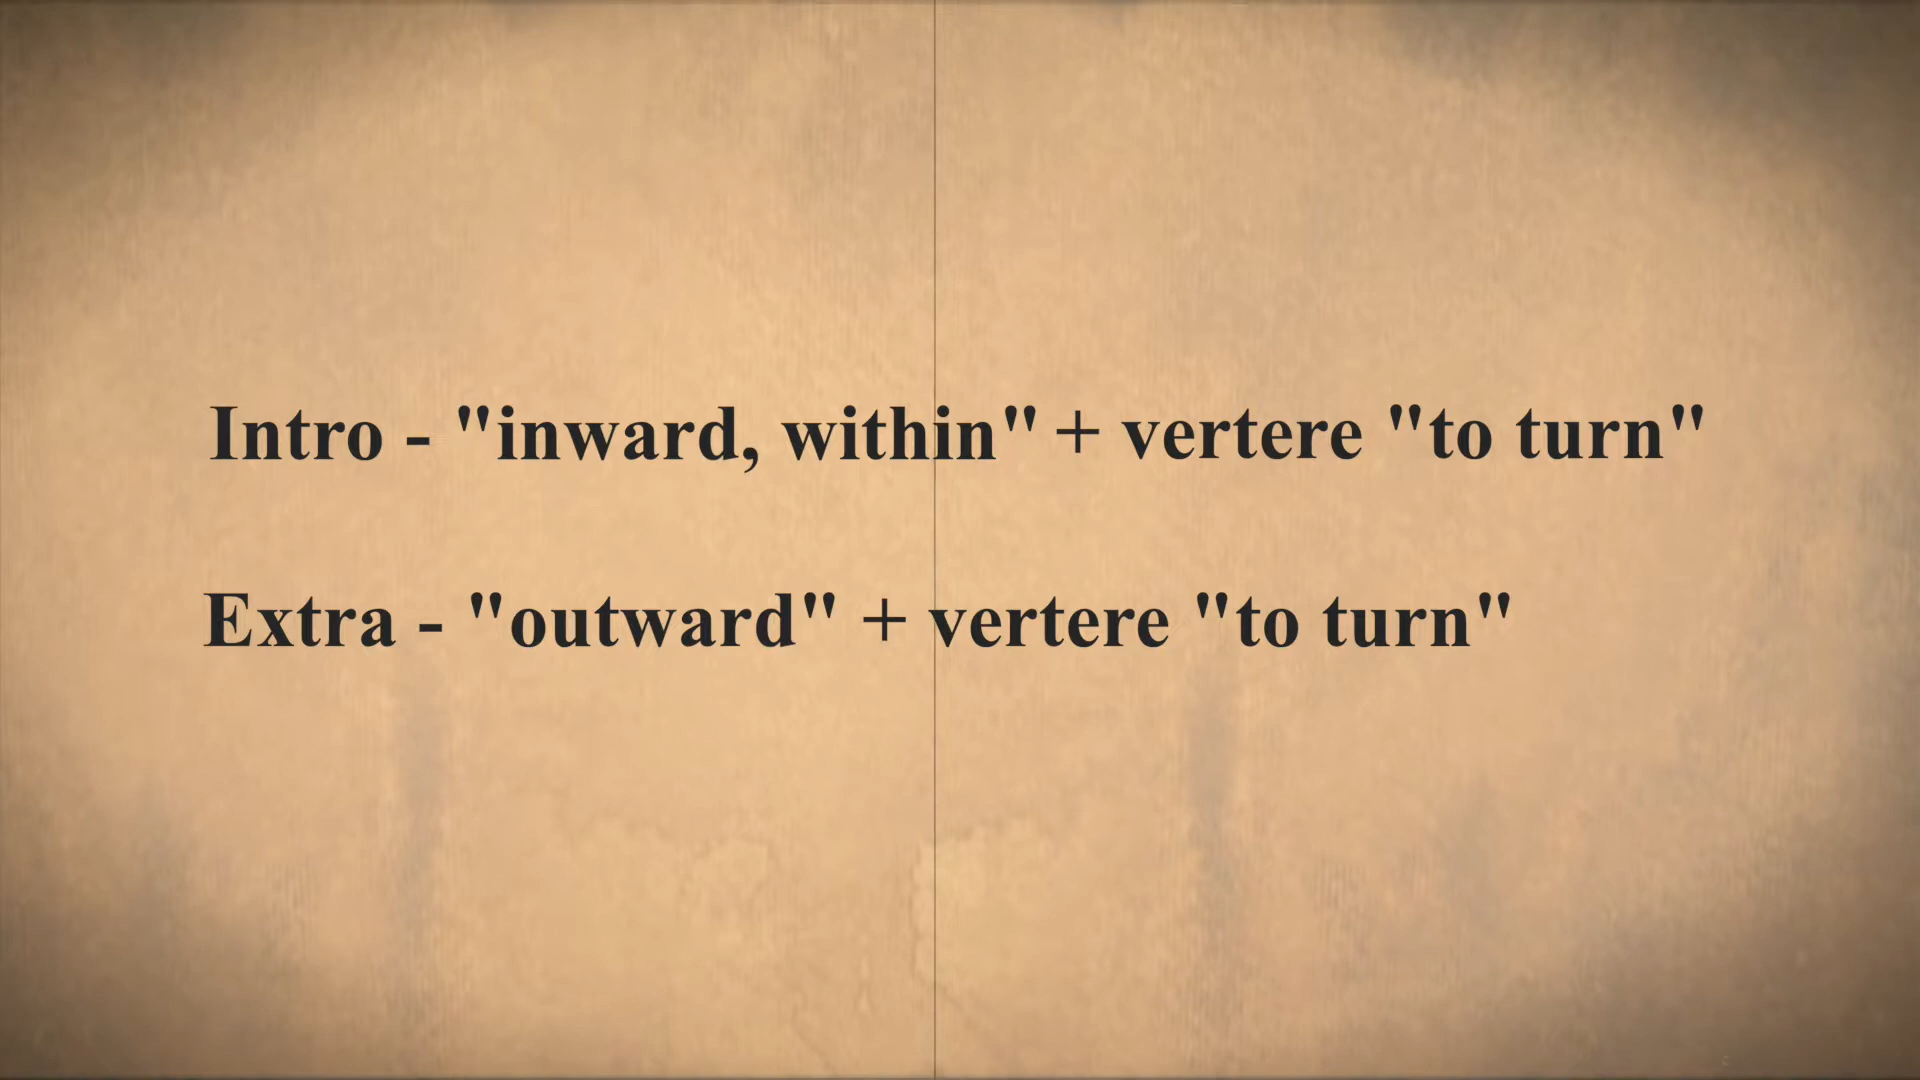 Intro - "inward, within" + vertere "to turn"
Extra - "outward" + vertere "to turn"